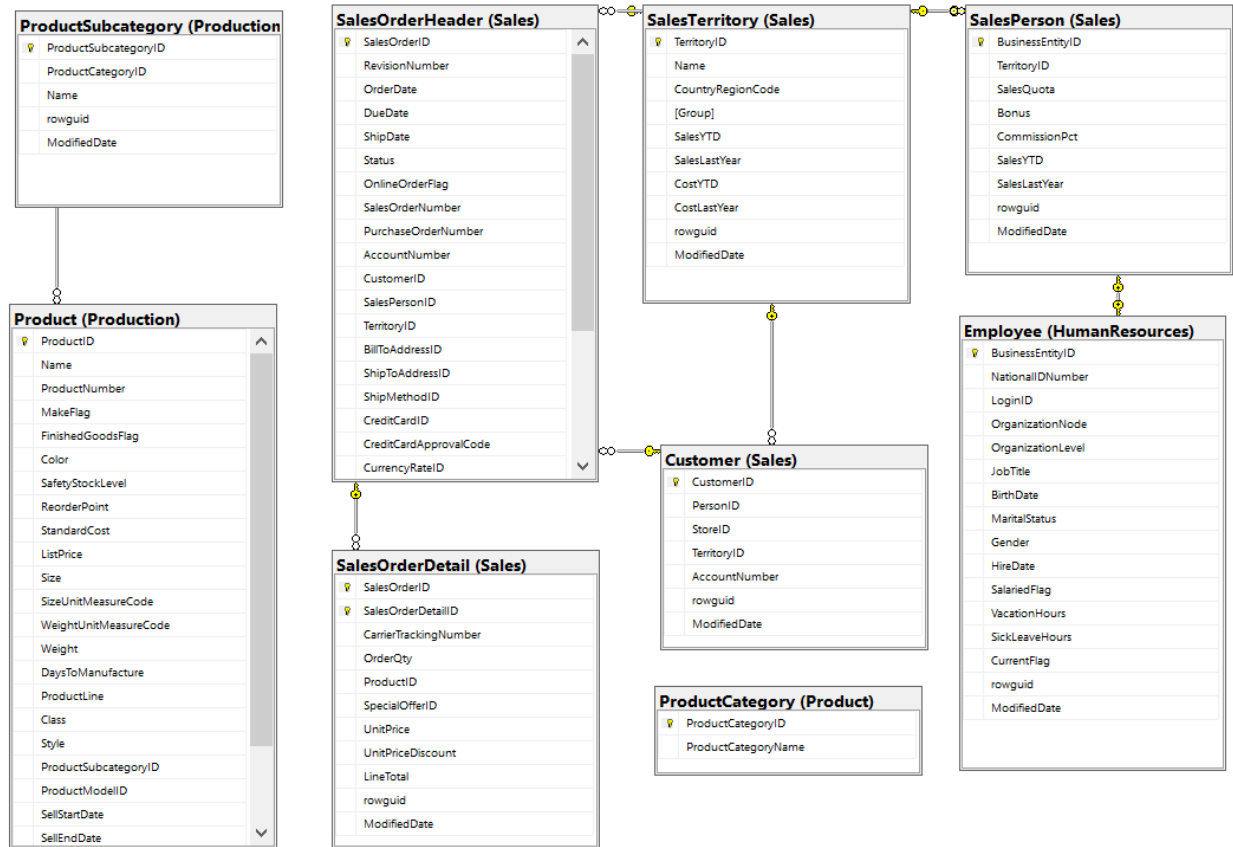 ProductSubcategory (Production
ProductSubcategoryID
ProductCategoryID
Name
rowguid
ModifiedDate
Product (Production)
ProductID
Name
ProductNumber
MakeFlag
FinishedGoodsFlag
Color
SafetyStockLevel
ReorderPoint
StandardCost
ListPrice
Size
SizeUnitMeasureCode
WeightUnitMeasureCode
Weight
DaysToManufacture
ProductLine
Class
Style
ProductSubcategoryID
ProductModelID
SellStartDate
SellEndDate
SalesOrderHeader (Sales)
SalesOrderID
RevisionNumber
OrderDate
DueDate
ShipDate
Status
OnlineOrderFlag
SalesOrderNumber
PurchaseOrderNumber
AccountNumber
CustomerID
SalesPersonID
TerritoryID
BillToAddressID
ShipToAddressID
ShipMethodID
CreditCardID
CreditCardApprovalCode
CurrencyRateID
SalesOrderDetail (Sales)
SalesOrderID
SalesOrderDetailID
CarrierTrackingNumber
OrderQty
ProductID
SpecialOfferID
UnitPrice
UnitPriceDiscount
LineTotal
rowguid
ModifiedDate
SalesTerritory (Sales)
TerritoryID
Name
CountryRegionCode
[Group]
SalesYTD
SalesLastYear
CostYTD
CostLastYear
rowguid
ModifiedDate
Customer (Sales)
CustomerID
PersonID
StoreID
TerritoryID
AccountNumber
rowguid
ModifiedDate
ProductCategory (Product)
ProductCategoryID
ProductCategoryName
SalesPerson (Sales)
BusinessEntityID
TerritoryID
SalesQuota
Bonus
CommissionPct
SalesYTD
SalesLastYear
rowguid
ModifiedDate
Employee (HumanResources)
BusinessEntityID
NationalIDNumber
LoginID
OrganizationNode
OrganizationLevel
JobTitle
BirthDate
MaritalStatus
Gender
HireDate
SalariedFlag
VacationHours
SickLeaveHours
CurrentFlag
rowguid
ModifiedDate